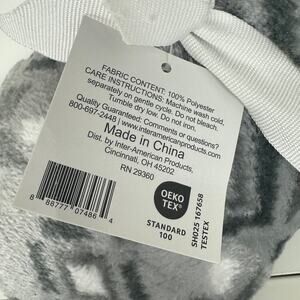 FABRIC CONTENT: 100% Polyester
CARE INSTRUCTIONS: Machine wash cold,
separately on gentle cycle. Do not bleach.
Tumble dry low. Do not iron.
Quality Guaranteed: Comments or questions?
800-697-2448 | www.interamericanproducts.com
Made in China
Dist. by Inter-American Products,
Cincinnati, OH 45202
RN 29360
8 88777 07486 4
OEKO
TEX®
STANDARD
100
SH025 167658
TESTEX